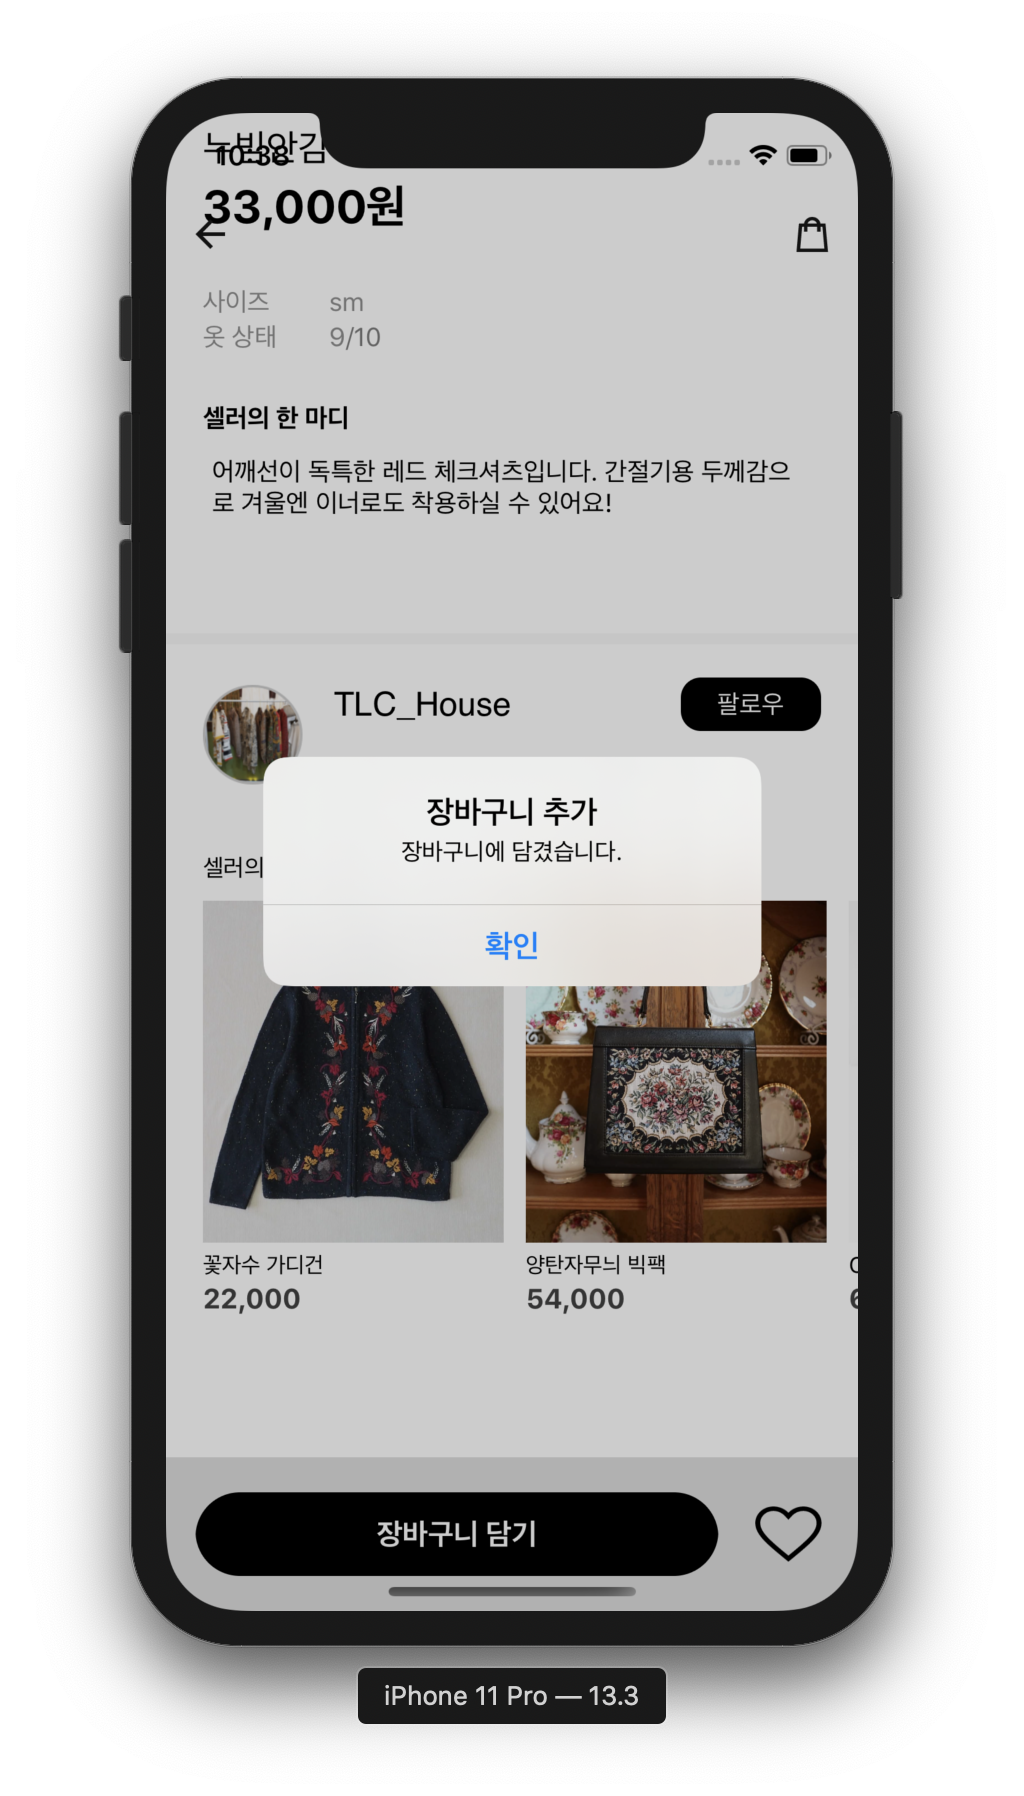 10:38
33,000원
사이즈 sm
옷 상태 9/10
셀러의 한 마디
어깨선이 독특한 레드 체크셔츠입니다. 간절기용 두께감으
로 겨울엔 이너로도 착용하실 수 있어요!
TLC_House
팔로우
장바구니 추가
장바구니에 담겼습니다.
확인
셀러의
꽃자수 가디건
22,000
양탄자무늬 빅팩
54,000
장바구니 담기
iPhone 11 Pro — 13.3